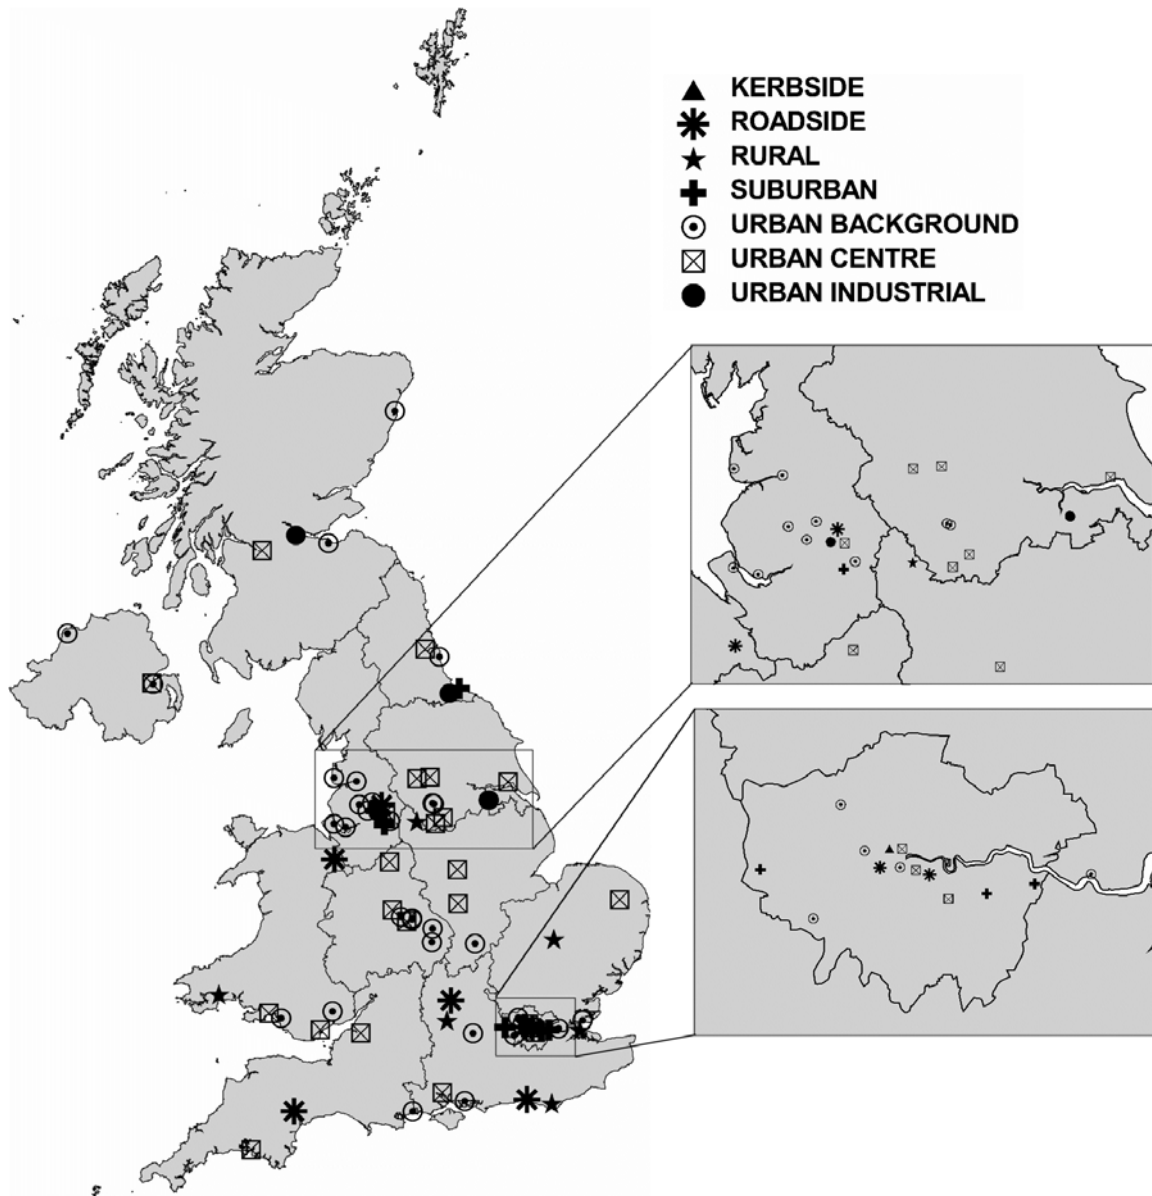 KERBSIDE
ROADSIDE
RURAL
SUBURBAN
URBAN BACKGROUND
URBAN CENTRE
URBAN INDUSTRIAL